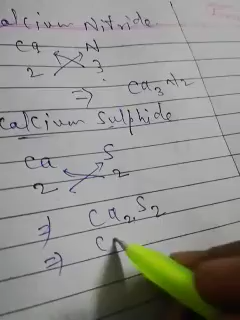 alcium Nitride
Ca N
2 3
⇒ Ca3N2
Calcium Sulphide
Ca S
2 2
⇒ Ca2S2
⇒ C